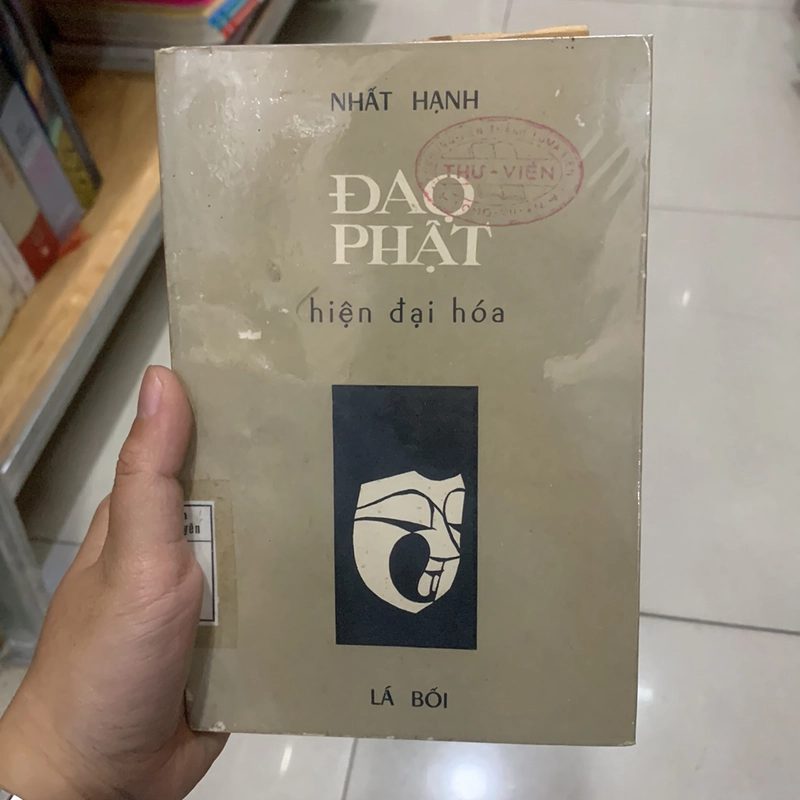 NHẤT HẠNH
THƯ - VIỆN
ĐẠO
PHẬT
hiện đại hóa
LÁ BỐI